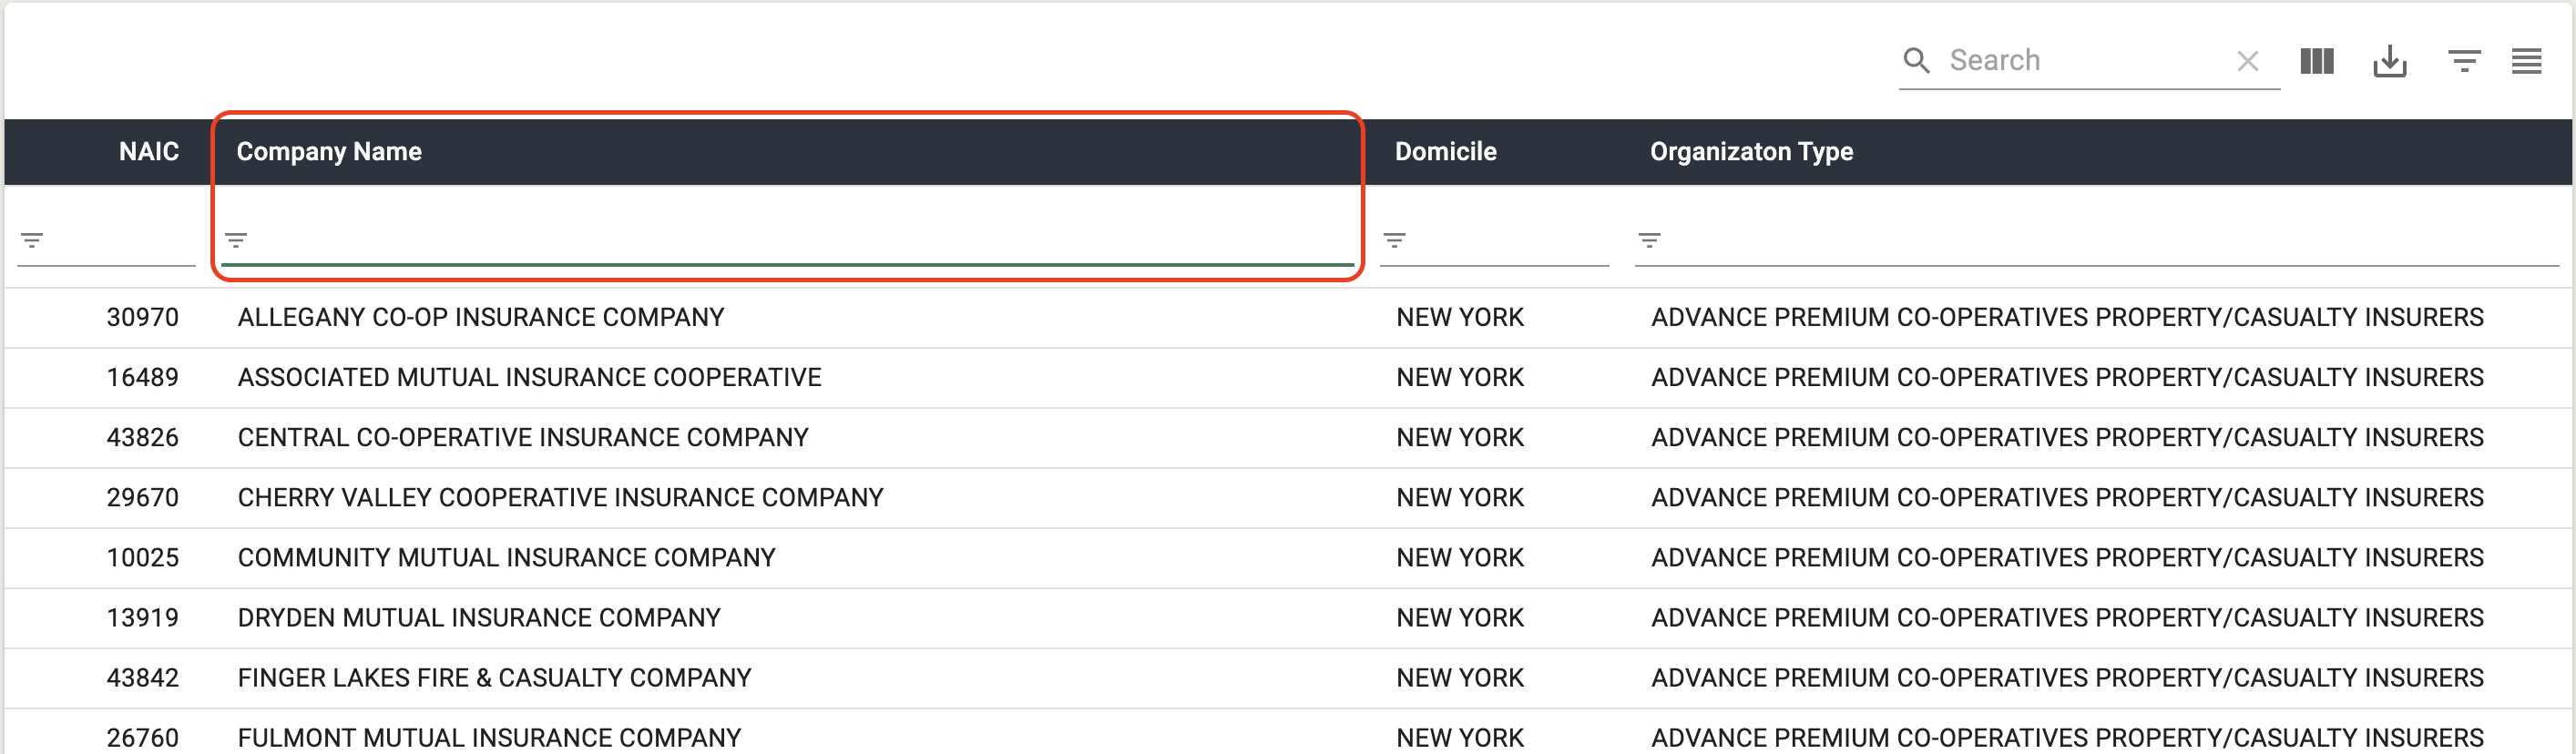 Search
NAIC Company Name Domicile Organizaton Type
30970 ALLEGANY CO-OP INSURANCE COMPANY NEW YORK ADVANCE PREMIUM CO-OPERATIVES PROPERTY/CASUALTY INSURERS
16489 ASSOCIATED MUTUAL INSURANCE COOPERATIVE NEW YORK ADVANCE PREMIUM CO-OPERATIVES PROPERTY/CASUALTY INSURERS
43826 CENTRAL CO-OPERATIVE INSURANCE COMPANY NEW YORK ADVANCE PREMIUM CO-OPERATIVES PROPERTY/CASUALTY INSURERS
29670 CHERRY VALLEY COOPERATIVE INSURANCE COMPANY NEW YORK ADVANCE PREMIUM CO-OPERATIVES PROPERTY/CASUALTY INSURERS
10025 COMMUNITY MUTUAL INSURANCE COMPANY NEW YORK ADVANCE PREMIUM CO-OPERATIVES PROPERTY/CASUALTY INSURERS
13919 DRYDEN MUTUAL INSURANCE COMPANY NEW YORK ADVANCE PREMIUM CO-OPERATIVES PROPERTY/CASUALTY INSURERS
43842 FINGER LAKES FIRE & CASUALTY COMPANY NEW YORK ADVANCE PREMIUM CO-OPERATIVES PROPERTY/CASUALTY INSURERS
26760 FULMONT MUTUAL INSURANCE COMPANY NEW YORK ADVANCE PREMIUM CO-OPERATIVES PROPERTY/CASUALTY INSURERS